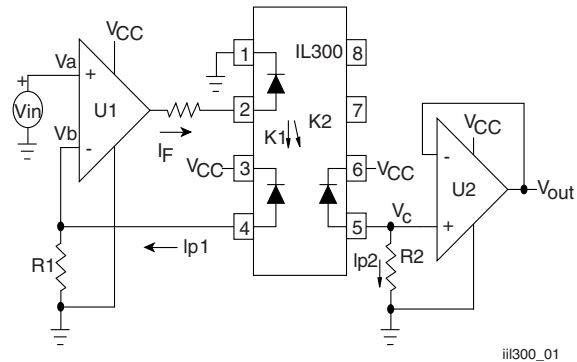 VCC
1
IL300
8
Va
+
+
Vin
U1
2
7
IF
K1
K2
Vb
-
VCC
3
6
VCC
-
VCC
U2
Vout
4
5
Vc
+
Ip1
R1
Ip2
R2
iil300_01